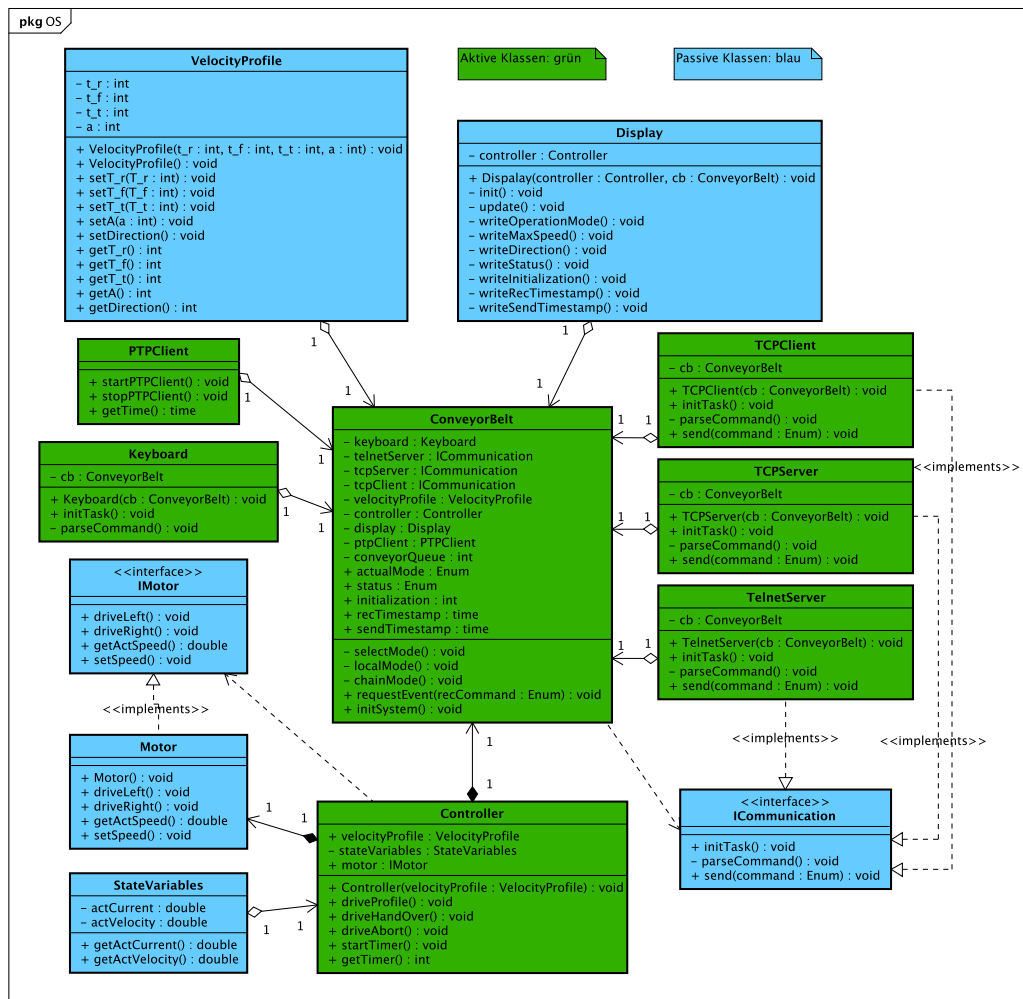 pkg OS
VelocityProfile
– t_r : int
– t_f : int
– t_t : int
– a : int
+ VelocityProfile(t_r : int, t_f : int, t_t : int, a : int) : void
+ VelocityProfile() : void
+ setT_r(T_r : int) : void
+ setT_f(T_f : int) : void
+ setT_t(T_t : int) : void
+ setA(a : int) : void
+ setDirection() : void
+ getT_r() : int
+ getT_f() : int
+ getT_t() : int
+ getA() : int
+ getDirection() : int
Aktive Klassen: grün
Passive Klassen: blau
Display
– controller : Controller
+ Dispalay(controller : Controller, cb : ConveyorBelt) : void
– init() : void
– update() : void
– writeOperationMode() : void
– writeMaxSpeed() : void
– writeDirection() : void
– writeStatus() : void
– writeInitialization() : void
– writeRecTimestamp() : void
– writeSendTimestamp() : void
1
1
1
1
PTPClient
+ startPTPClient() : void
+ stopPTPClient() : void
+ getTime() : time
1
1
Keyboard
– cb : ConveyorBelt
+ Keyboard(cb : ConveyorBelt) : void
+ initTask() : void
– parseCommand() : void
1
1
ConveyorBelt
– keyboard : Keyboard
– telnetServer : ICommunication
– tcpServer : ICommunication
– tcpClient : ICommunication
– velocityProfile : VelocityProfile
– controller : Controller
– display : Display
– ptpClient : PTPClient
– conveyorQueue : int
+ actualMode : Enum
+ status : Enum
+ initialization : int
+ recTimestamp : time
+ sendTimestamp : time
– selectMode() : void
– localMode() : void
– chainMode() : void
+ requestEvent(recCommand : Enum) : void
+ initSystem() : void
TCPClient
– cb : ConveyorBelt
+ TCPClient(cb : ConveyorBelt) : void
+ initTask() : void
– parseCommand() : void
+ send(command : Enum) : void
1
1
<<implements>>
TCPServer
– cb : ConveyorBelt
+ TCPServer(cb : ConveyorBelt) : void
+ initTask() : void
– parseCommand() : void
+ send(command : Enum) : void
1
1
TelnetServer
– cb : ConveyorBelt
+ TelnetServer(cb : ConveyorBelt) : void
+ initTask() : void
– parseCommand() : void
+ send(command : Enum) : void
1
1
<<interface>>
IMotor
+ driveLeft() : void
+ driveRight() : void
+ getActSpeed() : double
+ setSpeed() : void
<<implements>>
<<implements>>
<<implements>>
Motor
+ Motor() : void
+ driveLeft() : void
+ driveRight() : void
+ getActSpeed() : double
+ setSpeed() : void
1
1
1
1
Controller
+ velocityProfile : VelocityProfile
– stateVariables : StateVariables
+ motor : IMotor
+ Controller(velocityProfile : VelocityProfile) : void
+ driveProfile() : void
+ driveHandOver() : void
+ driveAbort() : void
+ startTimer() : void
+ getTimer() : int
<<interface>>
ICommunication
+ initTask() : void
– parseCommand() : void
+ send(command : Enum) : void
StateVariables
– actCurrent : double
– actVelocity : double
+ getActCurrent() : double
+ getActVelocity() : double
1
1